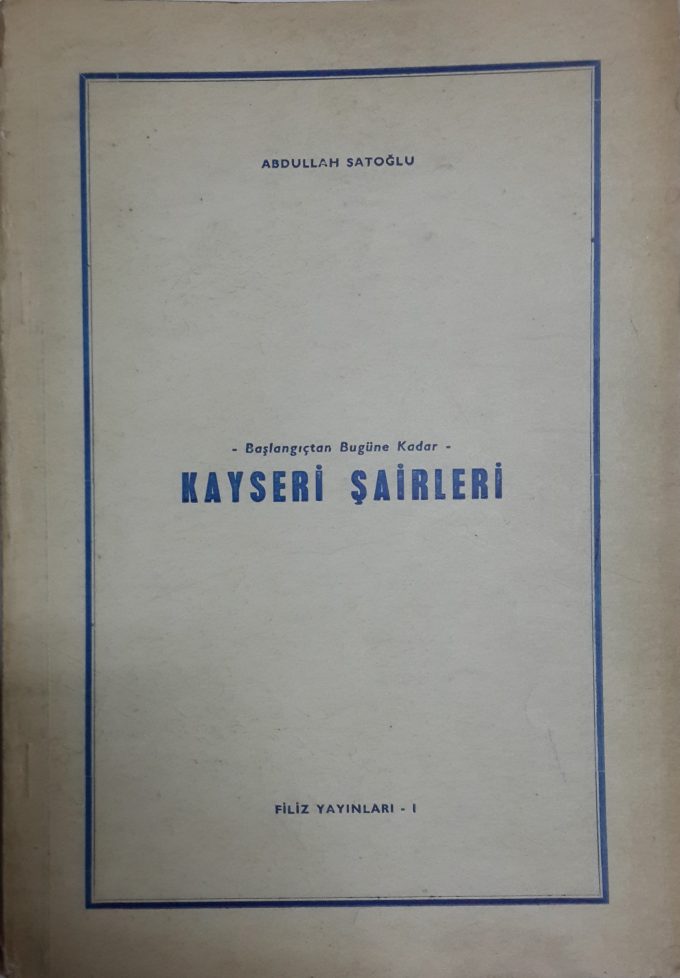 ABDULLAH SATOĞLU
- Başlangıçtan Bugüne Kadar -
KAYSERİ ŞAİRLERİ
FİLİZ YAYINLARI - I